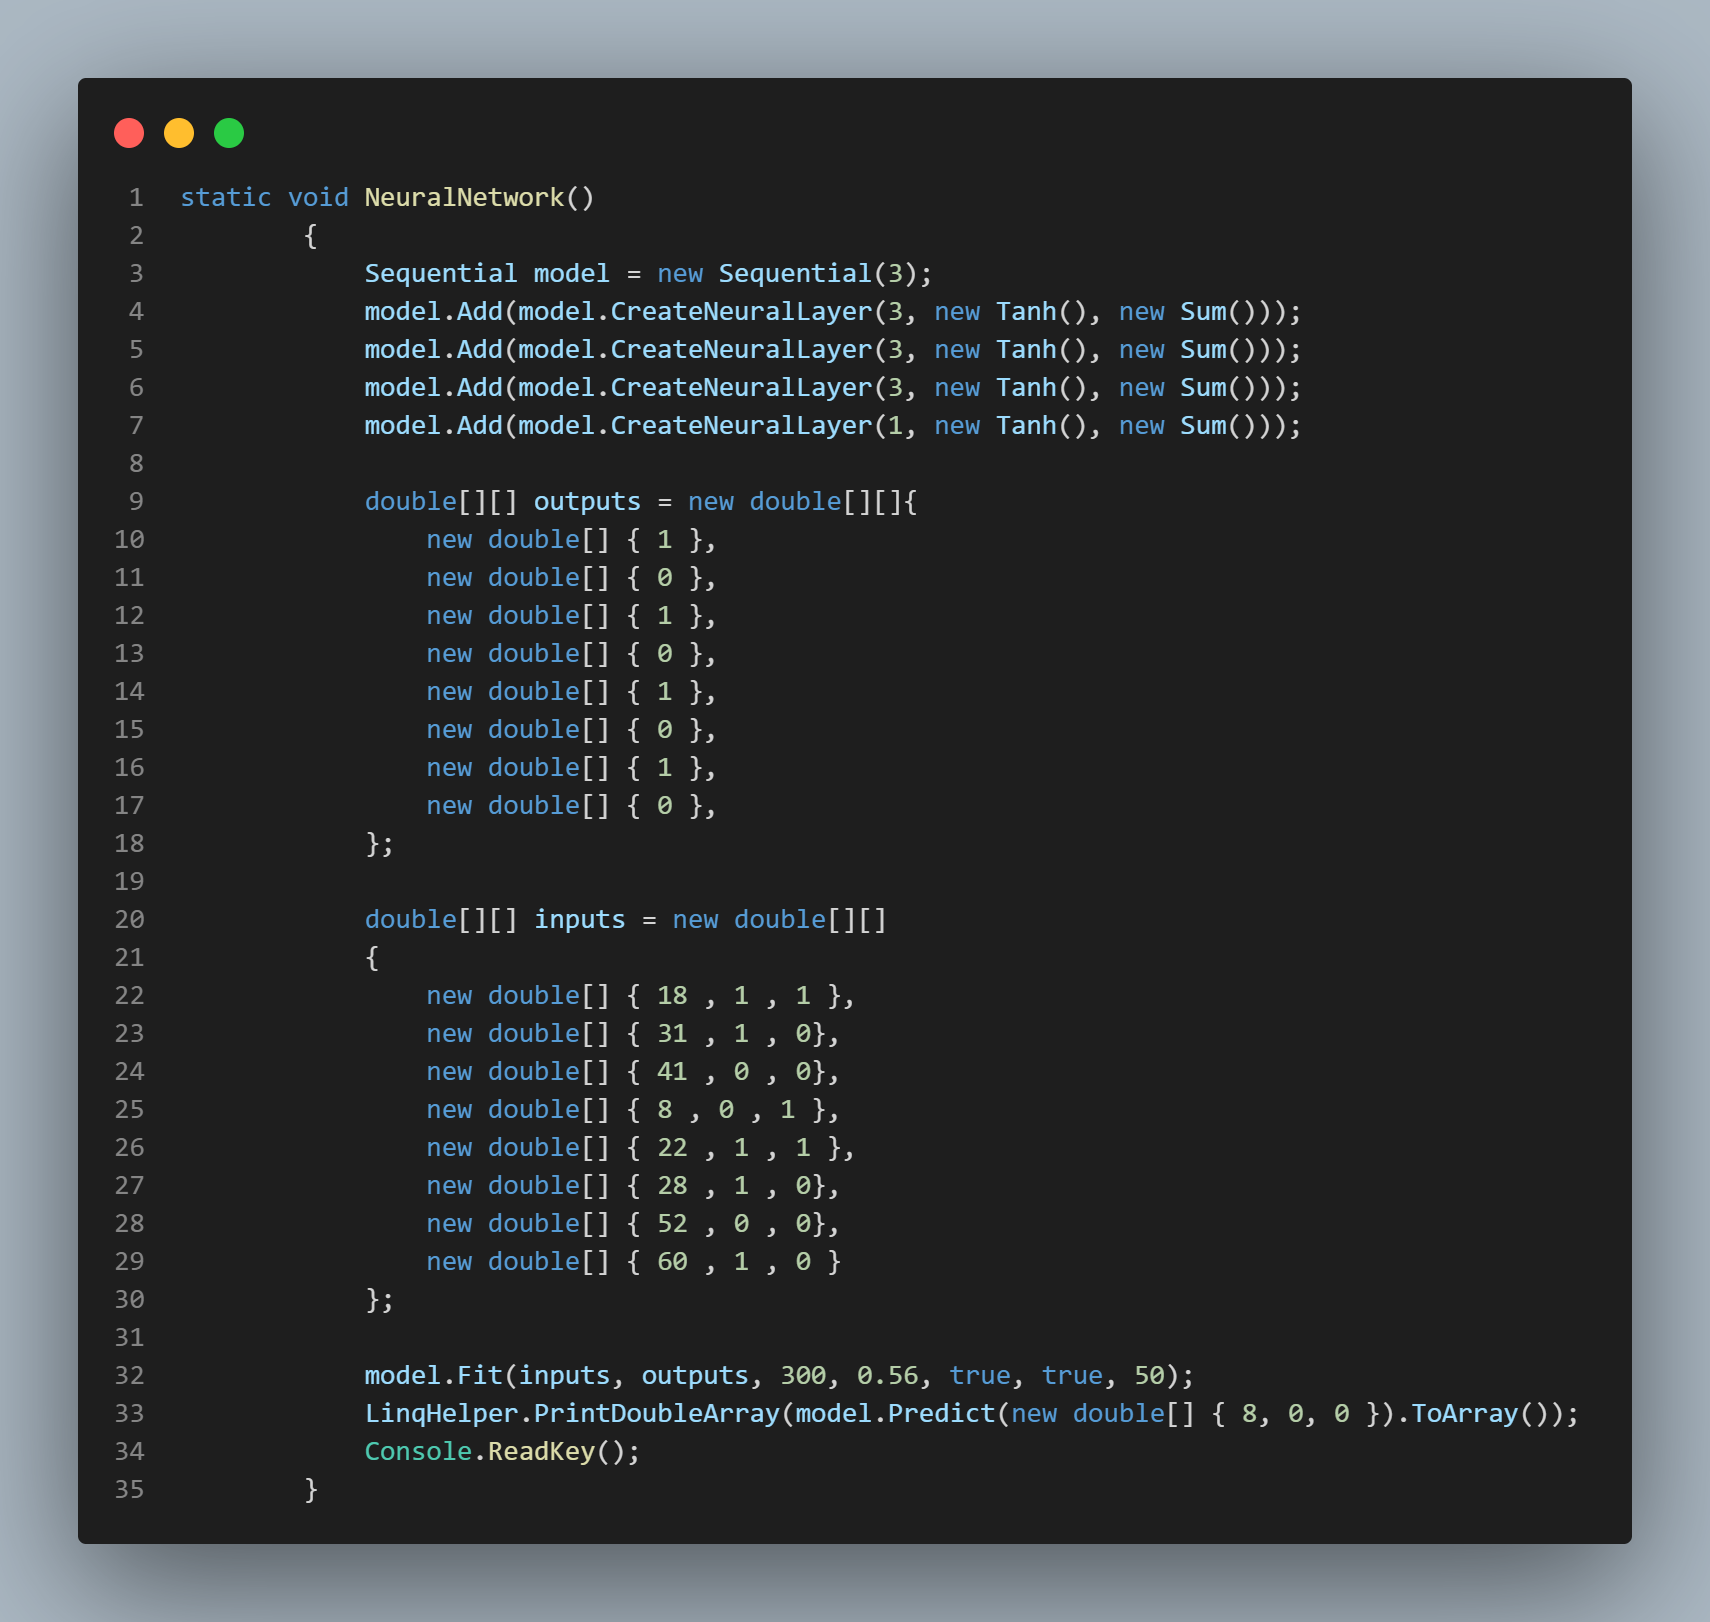 1 static void NeuralNetwork()
2         {
3             Sequential model = new Sequential(3);
4             model.Add(model.CreateNeuralLayer(3, new Tanh(), new Sum()));
5             model.Add(model.CreateNeuralLayer(3, new Tanh(), new Sum()));
6             model.Add(model.CreateNeuralLayer(3, new Tanh(), new Sum()));
7             model.Add(model.CreateNeuralLayer(1, new Tanh(), new Sum()));
8
9             double[][] outputs = new double[][]{
10                 new double[] { 1 },
11                 new double[] { 0 },
12                 new double[] { 1 },
13                 new double[] { 0 },
14                 new double[] { 1 },
15                 new double[] { 0 },
16                 new double[] { 1 },
17                 new double[] { 0 },
18             };
19
20             double[][] inputs = new double[][]
21             {
22                 new double[] { 18 , 1 , 1 },
23                 new double[] { 31 , 1 , 0},
24                 new double[] { 41 , 0 , 0},
25                 new double[] { 8 , 0 , 1 },
26                 new double[] { 22 , 1 , 1 },
27                 new double[] { 28 , 1 , 0},
28                 new double[] { 52 , 0 , 0},
29                 new double[] { 60 , 1 , 0 }
30             };
31
32             model.Fit(inputs, outputs, 300, 0.56, true, true, 50);
33             LinqHelper.PrintDoubleArray(model.Predict(new double[] { 8, 0, 0 }).ToArray());
34             Console.ReadKey();
35         }